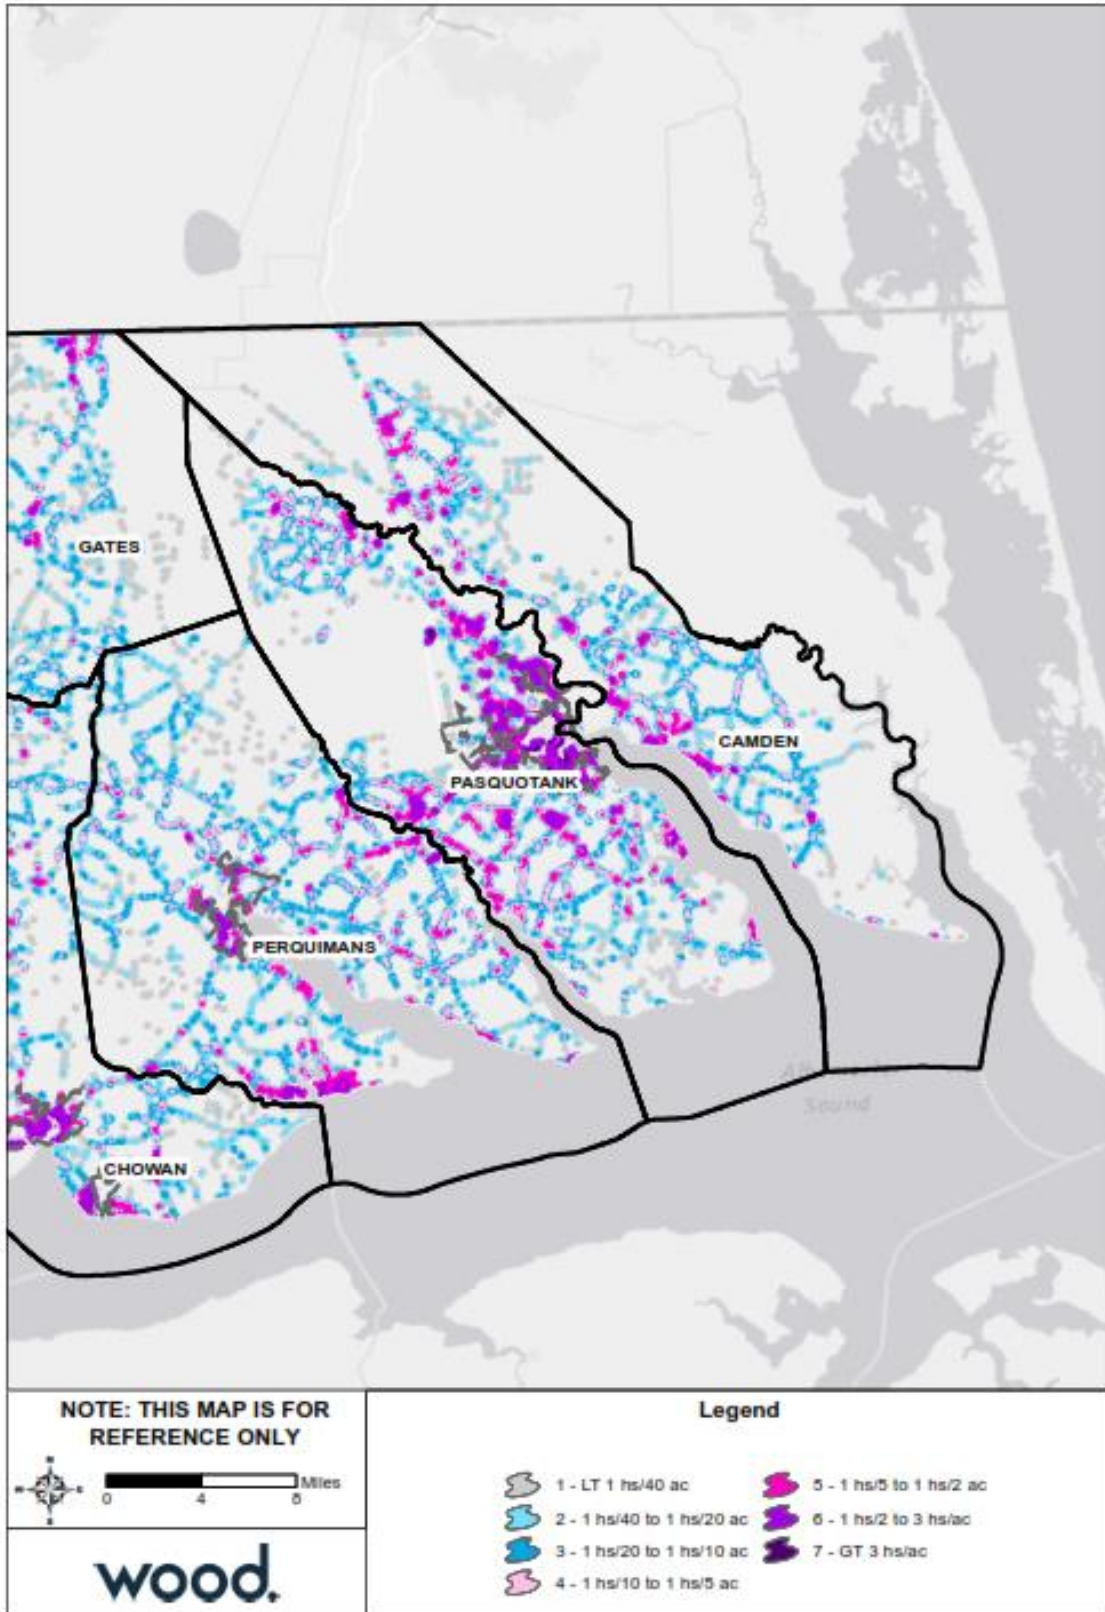 GATES
CAMDEN
PASQUOTANK
PERQUIMANS
Sound
CHOWAN
NOTE: THIS MAP IS FOR
REFERENCE ONLY
Legend
Miles
0 4 8
1 - LT 1 hs/40 ac
2 - 1 hs/40 to 1 hs/20 ac
3 - 1 hs/20 to 1 hs/10 ac
4 - 1 hs/10 to 1 hs/5 ac
5 - 1 hs/5 to 1 hs/2 ac
6 - 1 hs/2 to 3 hs/ac
7 - GT 3 hs/ac
wood.